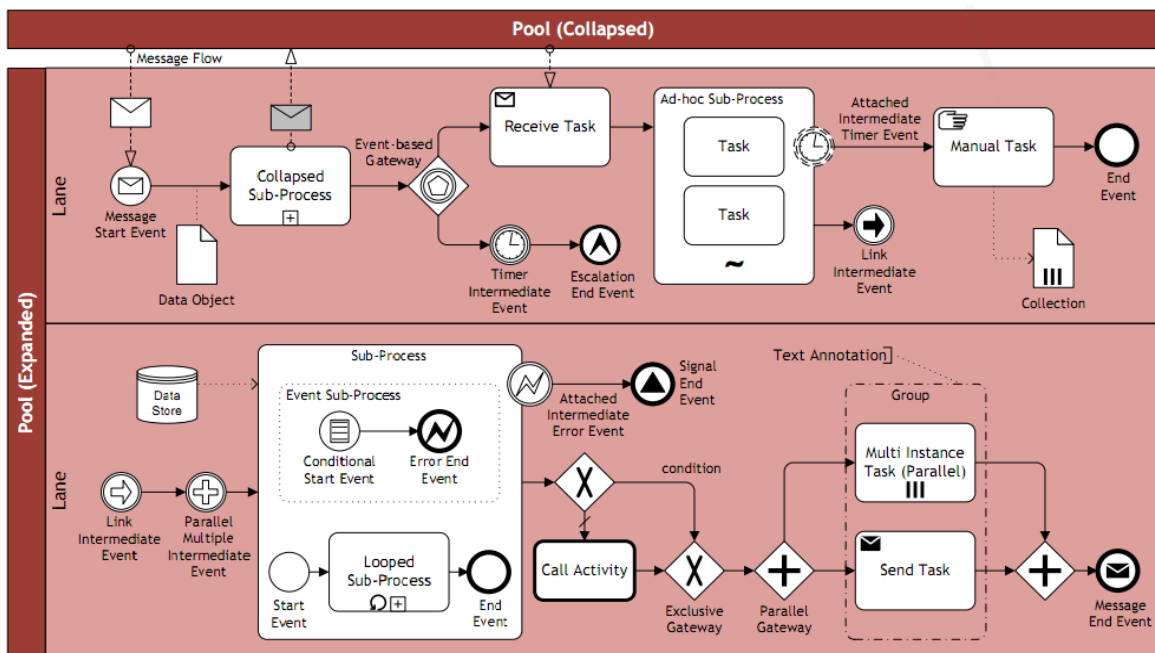 Pool (Collapsed)
Message Flow
Pool (Expanded)
Lane
Message
Start Event
Data Object
Collapsed
Sub-Process
Event-based
Gateway
Receive Task
Timer
Intermediate
Event
Escalation
End Event
Ad-hoc Sub-Process
Task
Task
Attached
Intermediate
Timer Event
Link
Intermediate
Event
Manual Task
End
Event
Collection
Lane
Data
Store
Link
Intermediate
Event
Parallel
Multiple
Intermediate
Event
Sub-Process
Event Sub-Process
Conditional
Start Event
Error End
Event
Start
Event
Looped
Sub-Process
End
Event
Attached
Intermediate
Error Event
Signal
End
Event
condition
Call Activity
Exclusive
Gateway
Parallel
Gateway
Text Annotation
Group
Multi Instance
Task (Parallel)
Send Task
Message
End Event